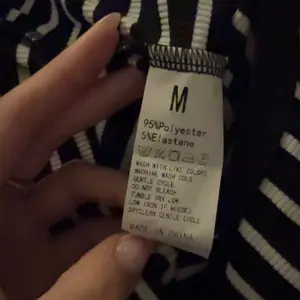 M
95%Polyester
5%Elastane
WASH WITH LIKE COLORS
MACHINE WASH COLD
GENTLE CYCLE
DO NOT BLEACH
TUMBLE DRY LOW
LOW IRON IF NEEDED
DRYCLEAN GENTLE CYCLE
MADE IN CHINA